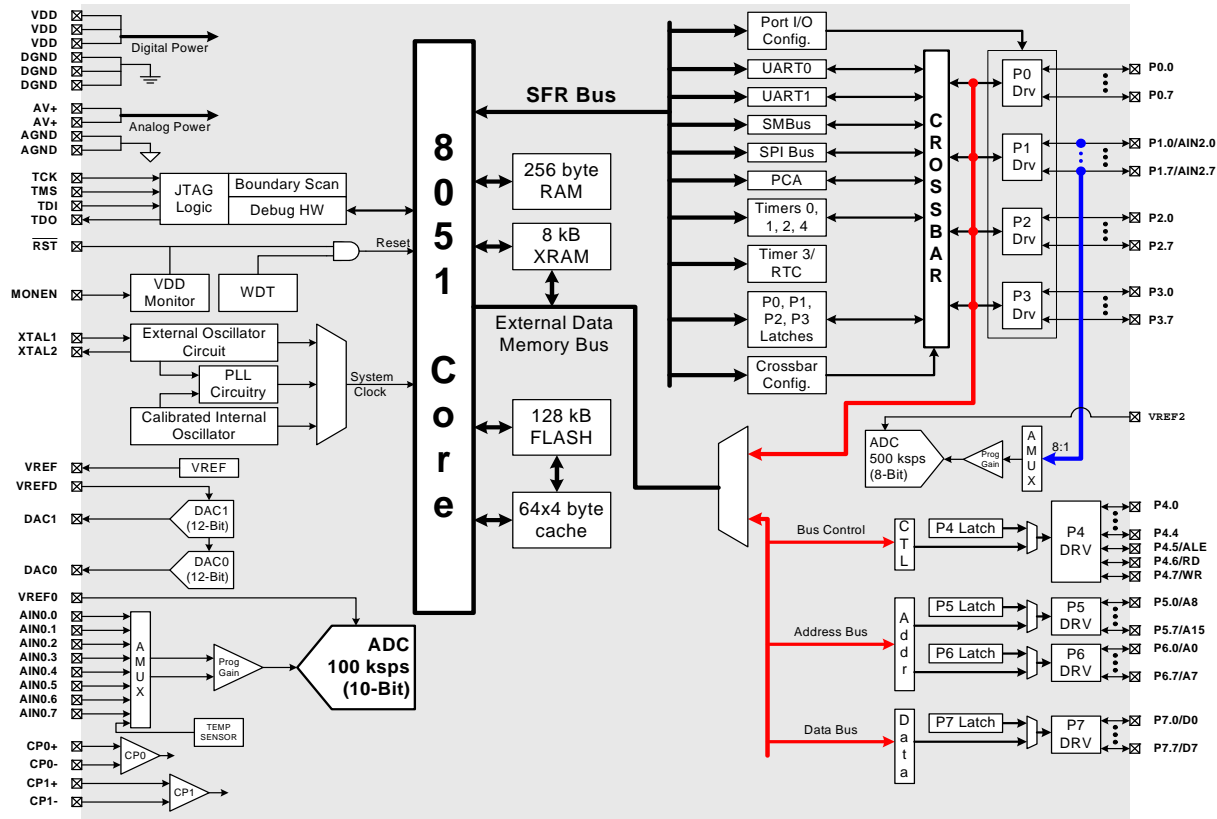 VDD
VDD
VDD
Digital Power
DGND
DGND
DGND
AV+
AV+
Analog Power
AGND
AGND
TCK
TMS
TDI
TDO
JTAG
Logic
Boundary Scan
Debug HW
RST
Reset
MONEN
VDD
Monitor
WDT
XTAL1
XTAL2
External Oscillator
Circuit
PLL
Circuitry
Calibrated Internal
Oscillator
System
Clock
VREF
VREF
VREFD
DAC1
DAC1
(12-Bit)
DAC0
DAC0
(12-Bit)
VREF0
AIN0.0
AIN0.1
AIN0.2
AIN0.3
AIN0.4
AIN0.5
AIN0.6
AIN0.7
AMUX
Prog
Gain
ADC
100 ksps
(10-Bit)
TEMP
SENSOR
CP0+
CP0-
CP0
CP1+
CP1-
CP1
8051 Core
SFR Bus
256 byte
RAM
8 kB
XRAM
External Data
Memory Bus
128 kB
FLASH
64x4 byte
cache
Port I/O
Config.
UART0
UART1
SMBus
SPI Bus
PCA
Timers 0,
1, 2, 4
Timer 3/
RTC
P0, P1,
P2, P3
Latches
Crossbar
Config.
CROSSBAR
P0
Drv
P1
Drv
P2
Drv
P3
Drv
P0.0
P0.7
P1.0/AIN2.0
P1.7/AIN2.7
P2.0
P2.7
P3.0
P3.7
VREF2
ADC
500 ksps
(8-Bit)
Prog
Gain
AMUX
8:1
Bus Control
CTL
P4 Latch
P4
DRV
P4.0
P4.4
P4.5/ALE
P4.6/RD
P4.7/WR
Address Bus
Addr
P5 Latch
P5
DRV
P5.0/A8
P5.7/A15
P6 Latch
P6
DRV
P6.0/A0
P6.7/A7
Data Bus
Data
P7 Latch
P7
DRV
P7.0/D0
P7.7/D7